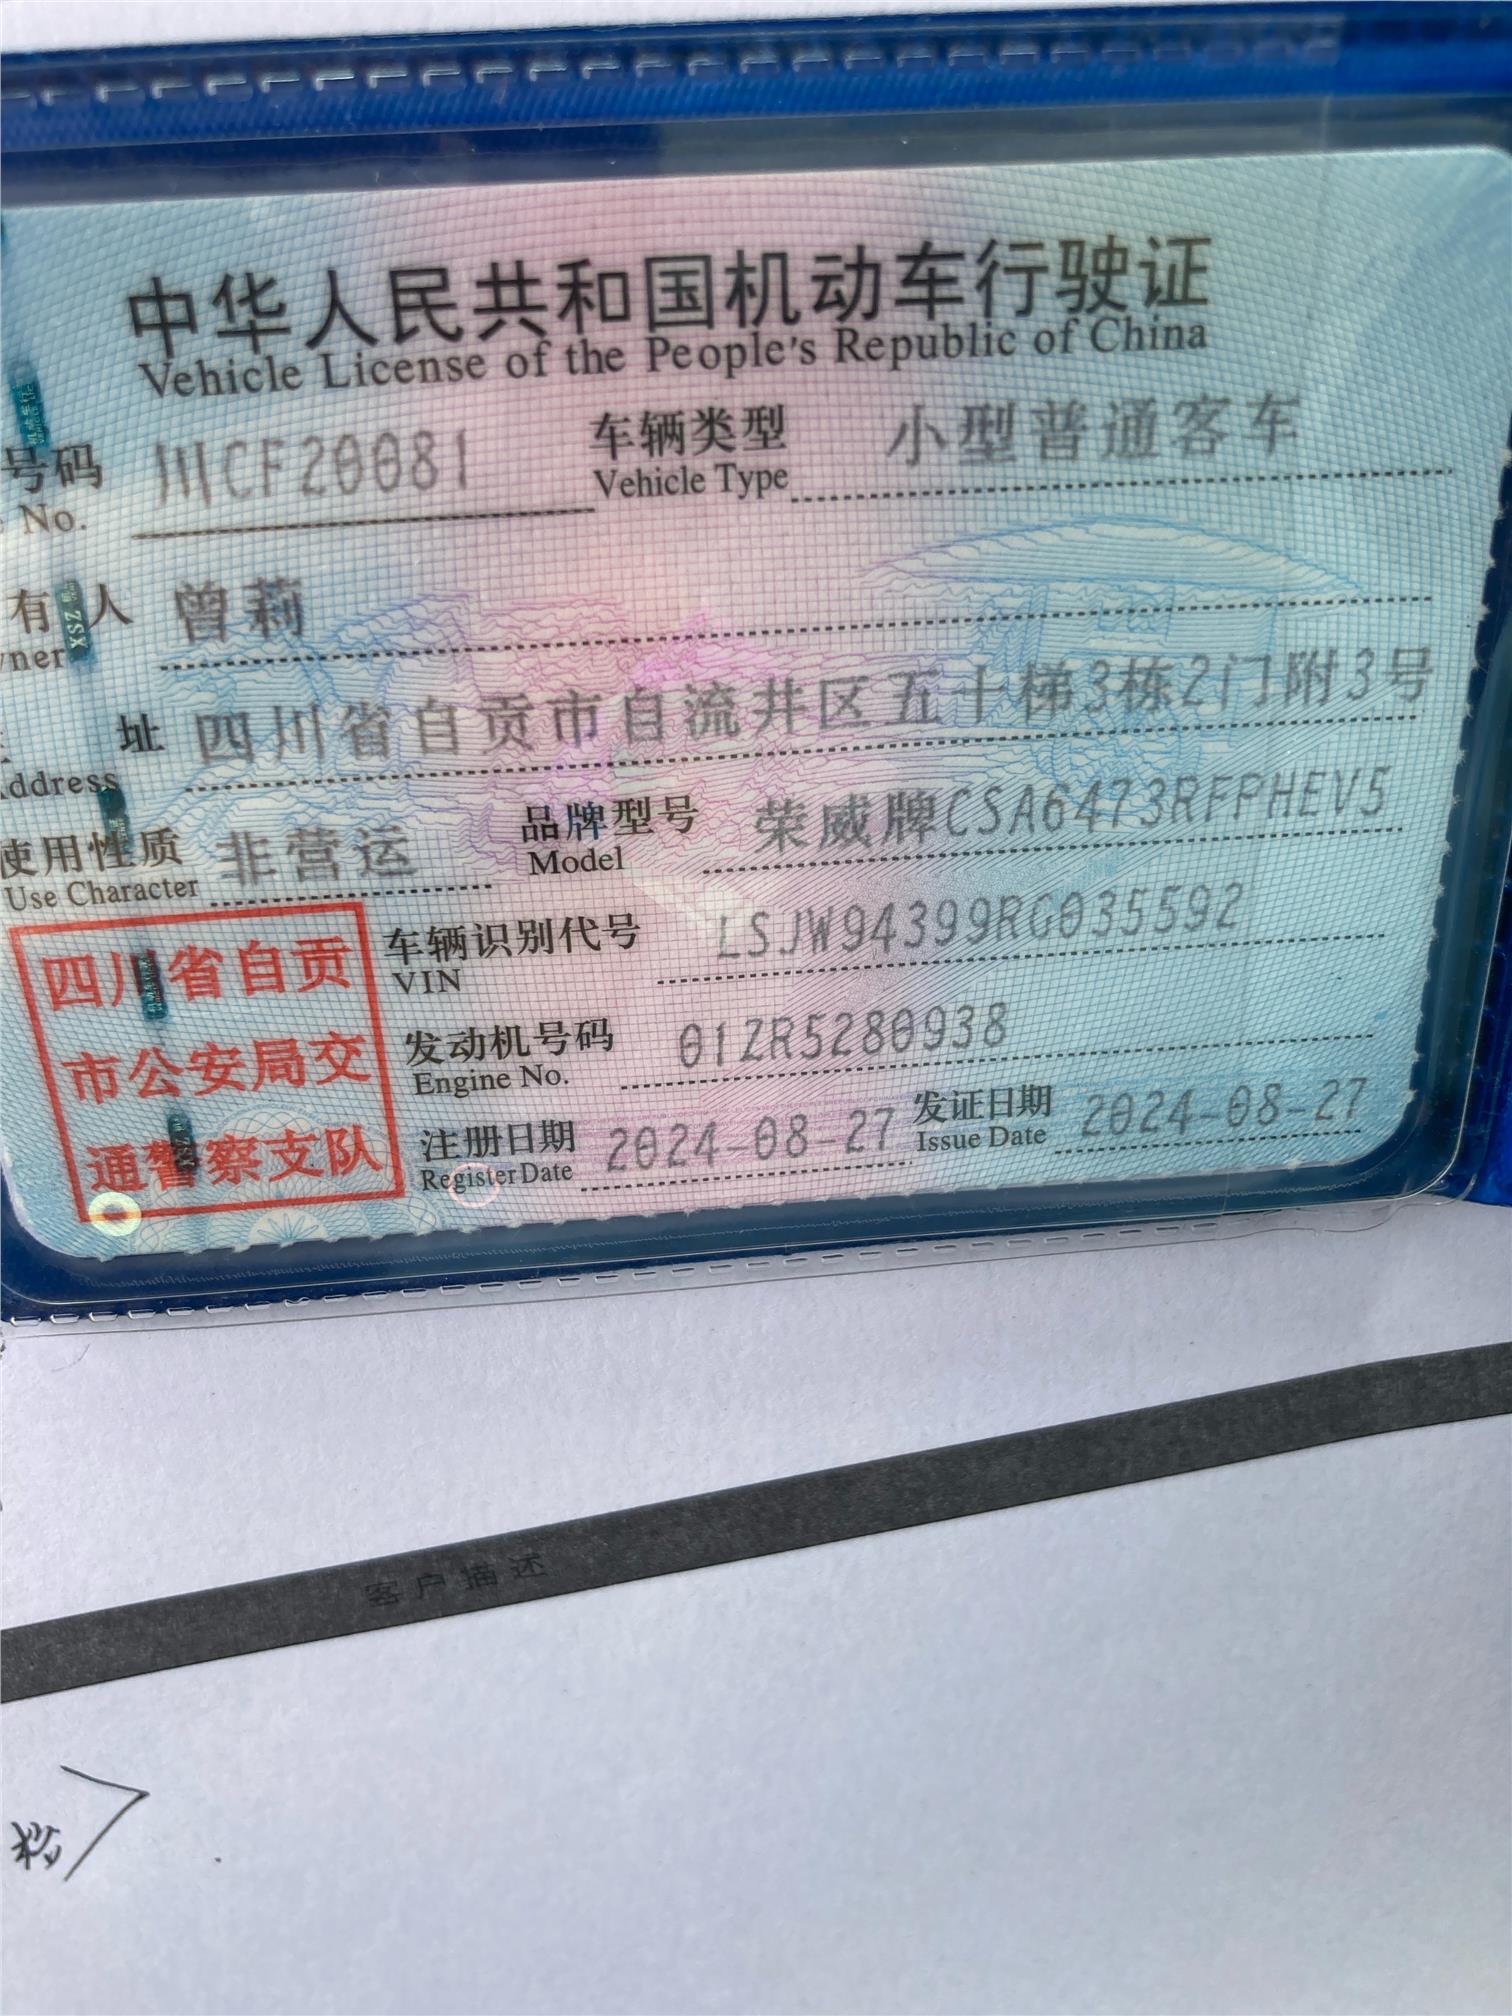 中华人民共和国机动车行驶证
Vehicle License of the People's Republic of China
号码 川CF20081 车辆类型 小型普通客车
No. Vehicle Type
有人 曾莉
址 四川省自贡市自流井区五十梯3栋2门附3号
Address
使用性质 非营运 品牌型号 荣威牌CSA6473RFPHEV5
Use Character Model
车辆识别代号 LSJW94399RG035592
VIN
发动机号码 01ZR5280938
Engine No.
注册日期 2024-08-27 发证日期 2024-08-27
Register Date Issue Date
四川省自贡
市公安局交
通警察支队
客户描述